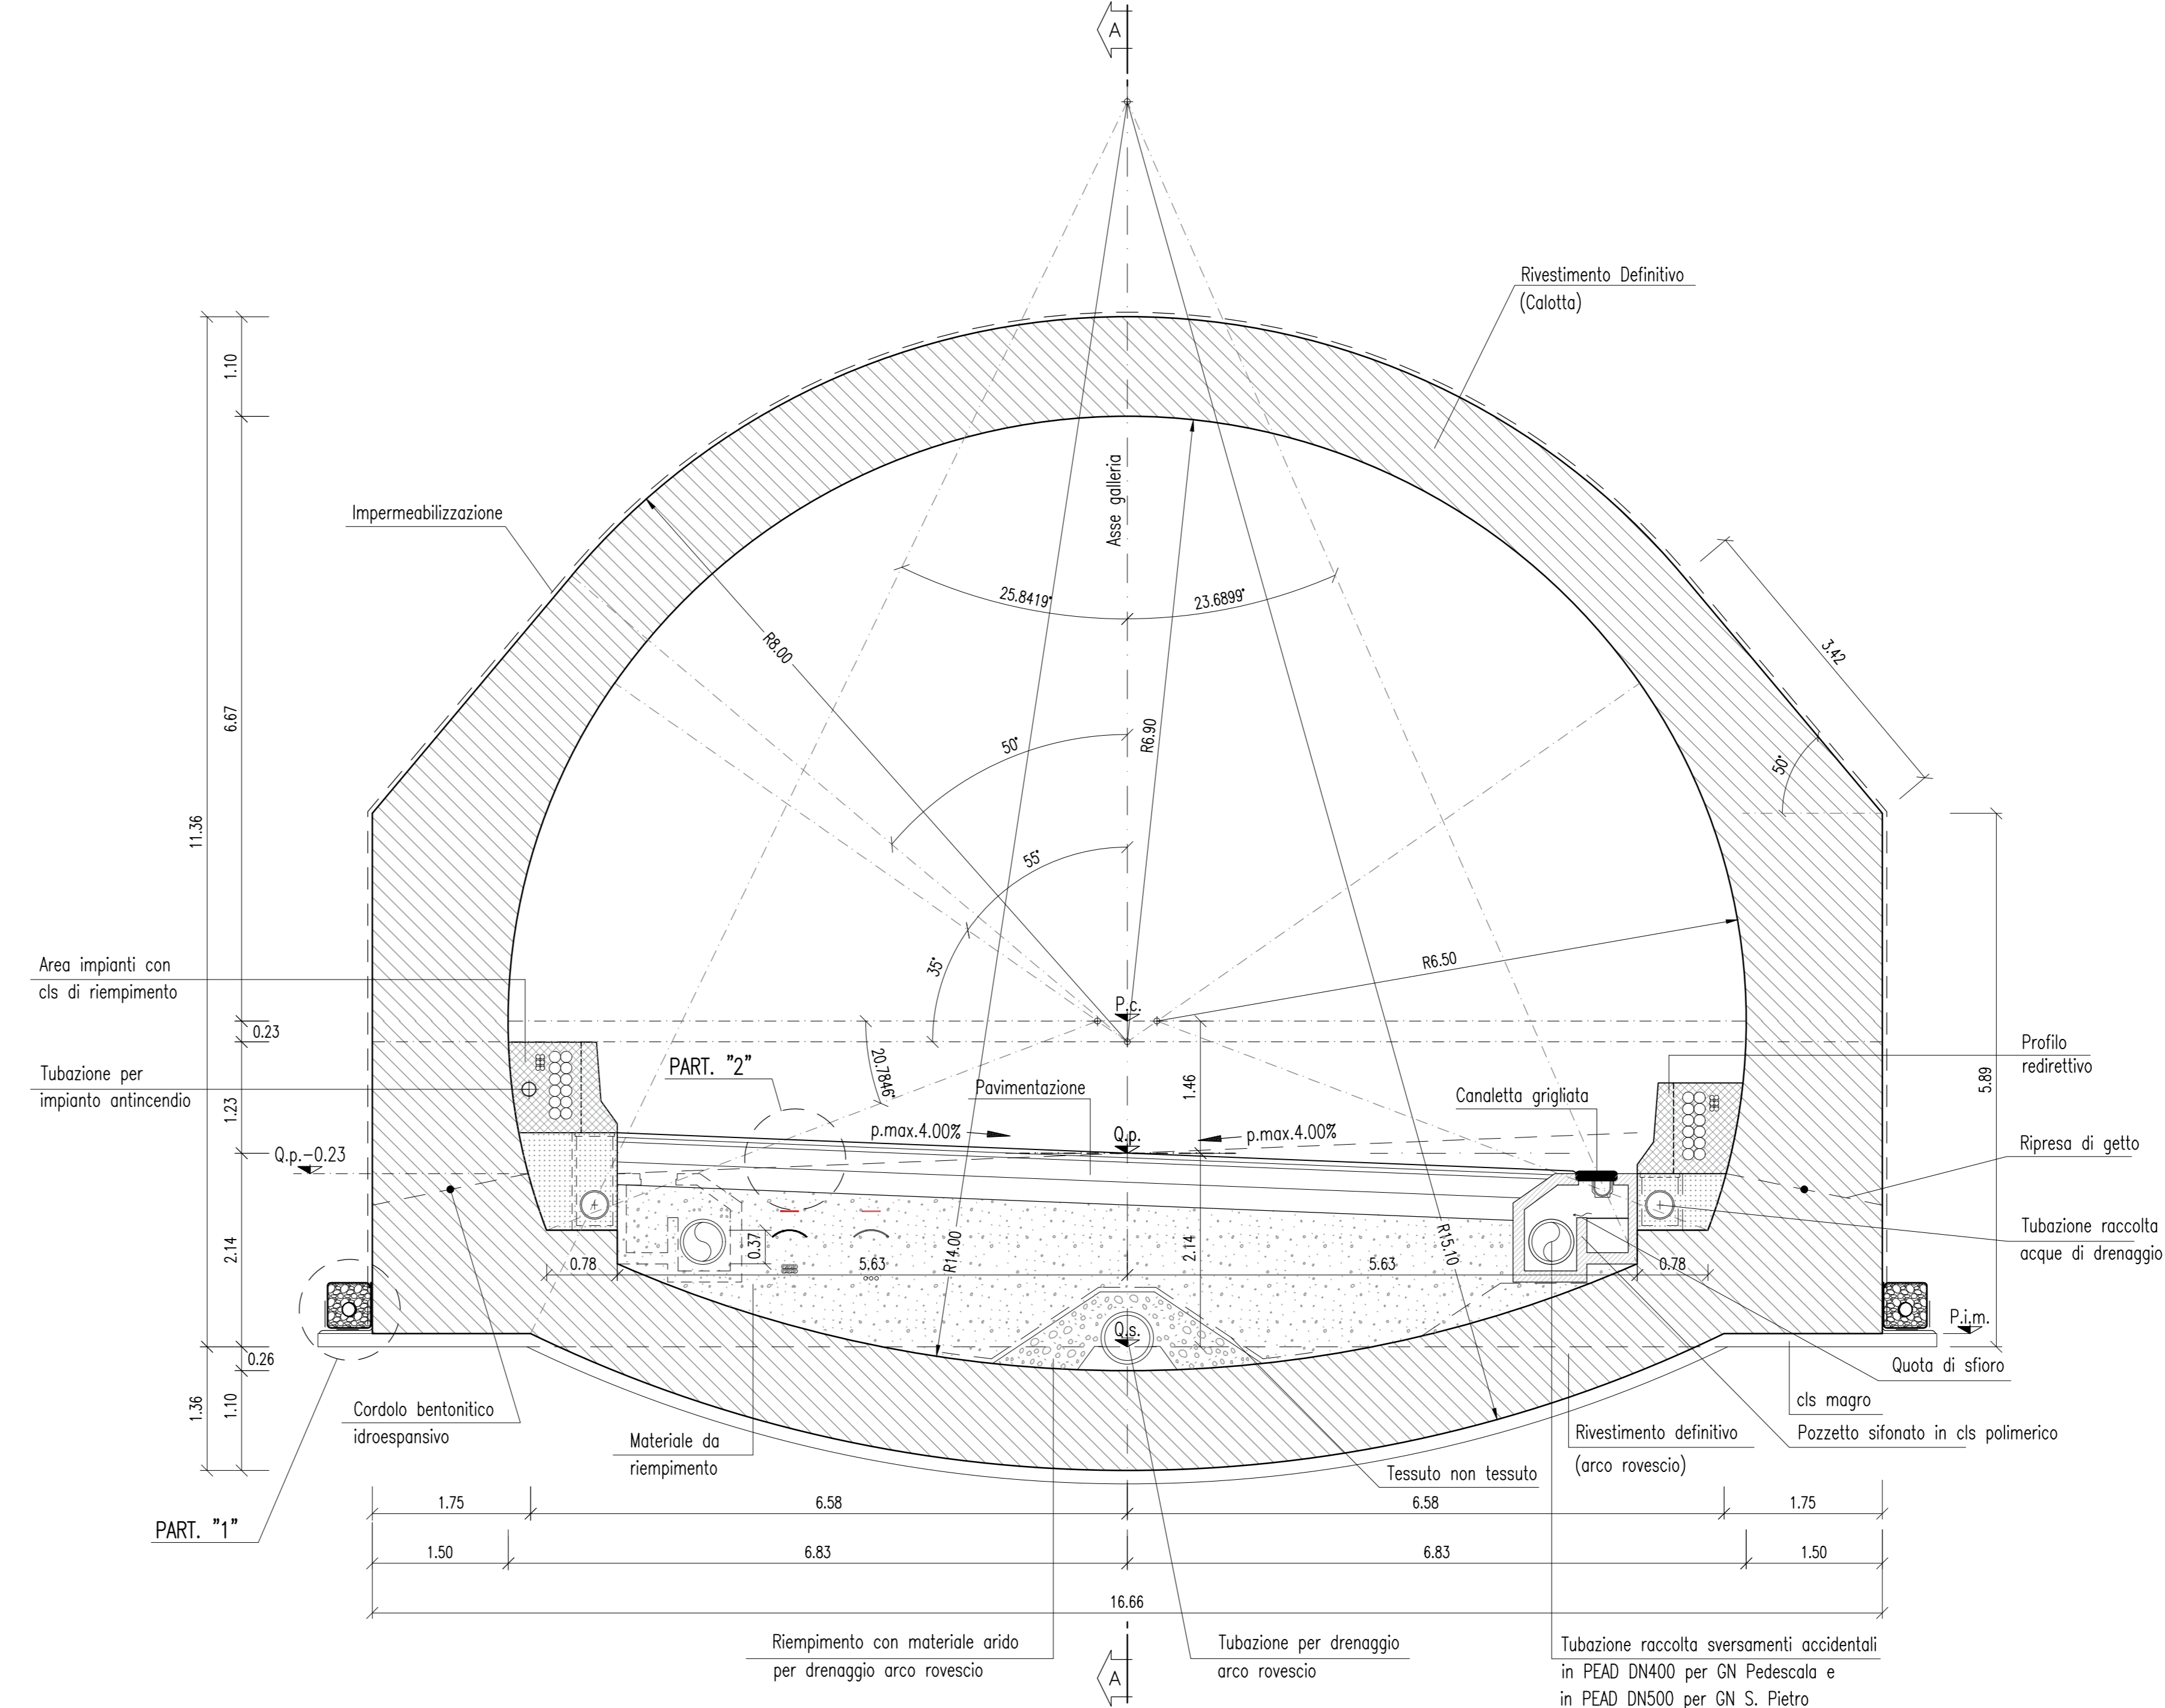 A
Rivestimento Definitivo
(Calotta)
1.10
Impermeabilizzazione
Asse galleria
25.8419°
23.6899°
R8.00
3.42
6.67
50°
R6.90
50°
11.36
55°
35°
R6.50
Area impianti con
cls di riempimento
P.c.
0.23
20.7846°
PART. "2"
Profilo
redirettivo
Tubazione per
impianto antincendio
Pavimentazione
1.46
Canaletta grigliata
5.89
1.23
p.max.4.00%
Q.p.
p.max.4.00%
Ripresa di getto
Q.p.-0.23
Tubazione raccolta
acque di drenaggio
2.14
0.37
R14.00
2.14
R15.10
0.78
5.63
5.63
0.78
P.i.m.
Q.s.
0.26
Quota di sfioro
1.36
1.10
cls magro
Cordolo bentonitico
idroespansivo
Materiale da
riempimento
Rivestimento definitivo
(arco rovescio)
Pozzetto sifonato in cls polimerico
Tessuto non tessuto
1.75
6.58
6.58
1.75
PART. "1"
1.50
6.83
6.83
1.50
16.66
Riempimento con materiale arido
per drenaggio arco rovescio
Tubazione per drenaggio
arco rovescio
Tubazione raccolta sversamenti accidentali
in PEAD DN400 per GN Pedescala e
in PEAD DN500 per GN S. Pietro
A